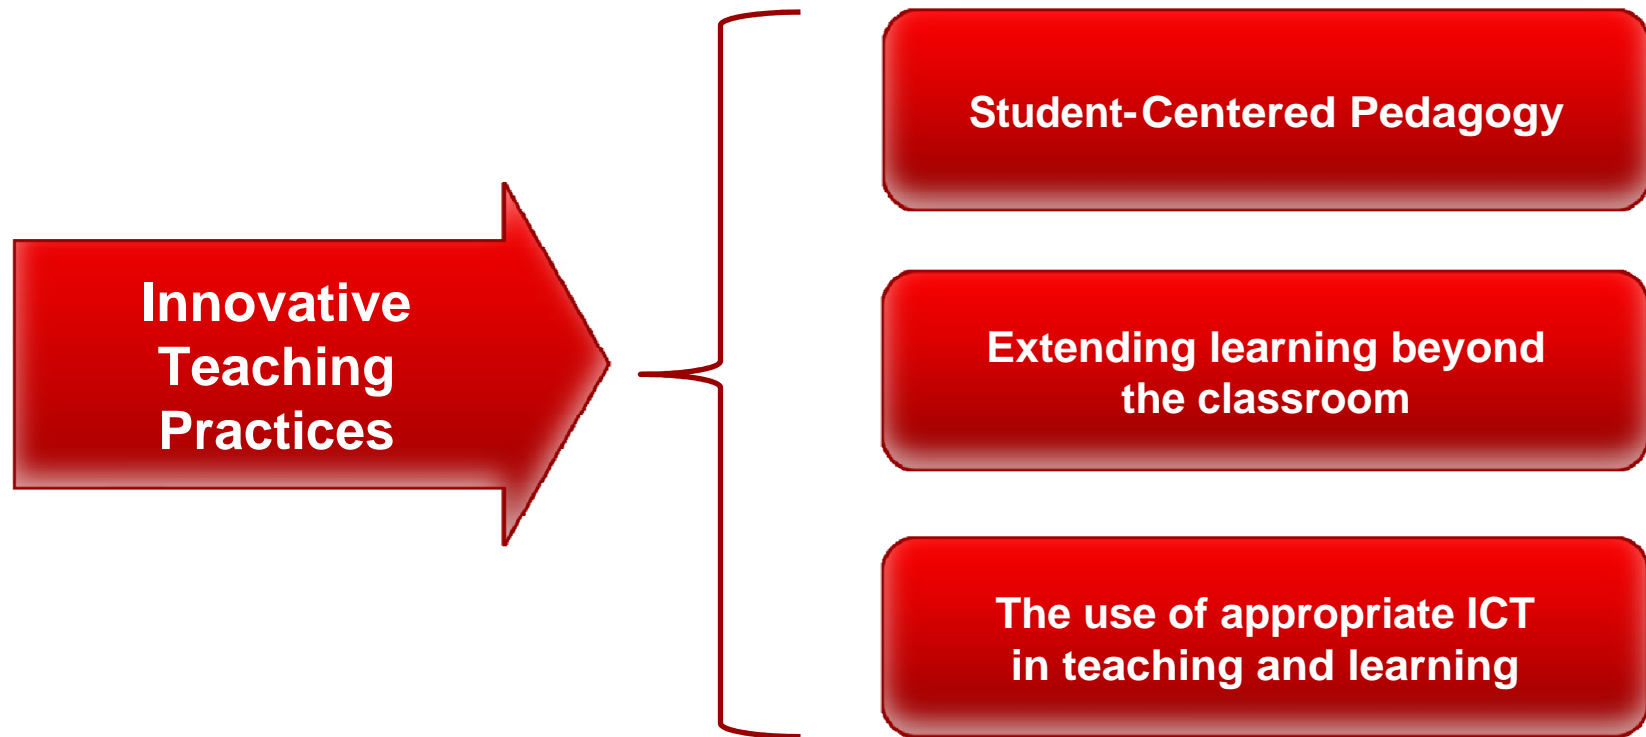 Innovative
Teaching
Practices
Student-Centered Pedagogy
Extending learning beyond
the classroom
The use of appropriate ICT
in teaching and learning